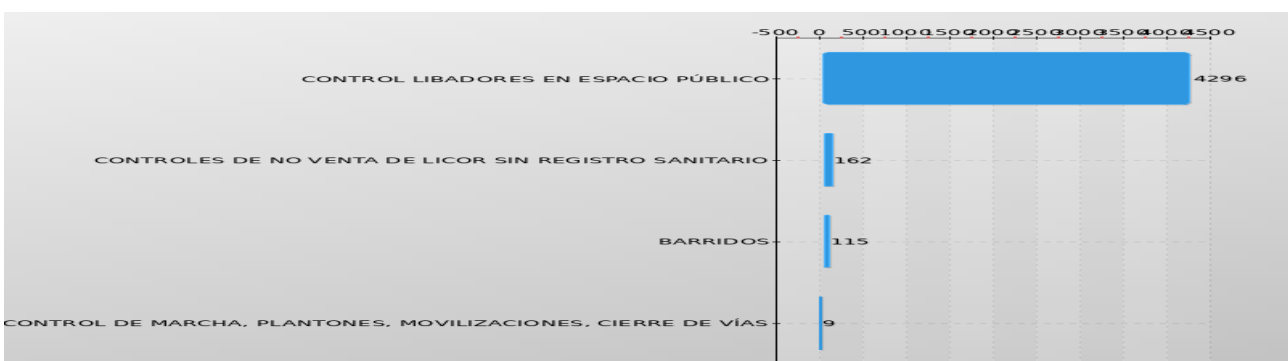 -500 0 500 1000 1500 2000 2500 3000 3500 4000 4500
CONTROL LIBADORES EN ESPACIO PÚBLICO 4296
CONTROLES DE NO VENTA DE LICOR SIN REGISTRO SANITARIO 162
BARRIDOS 115
CONTROL DE MARCHA, PLANTONES, MOVILIZACIONES, CIERRE DE VÍAS 9